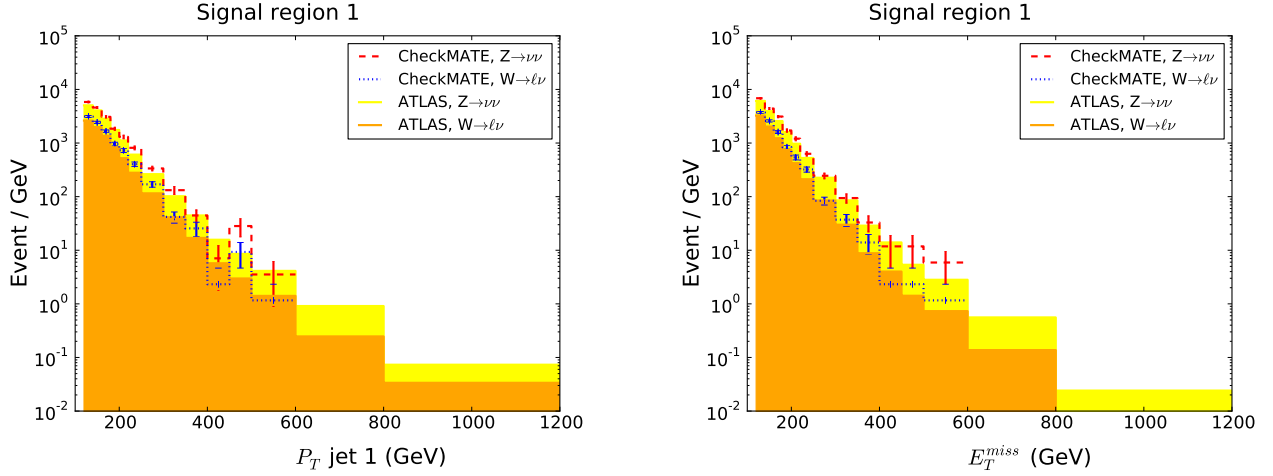 Signal region 1
10^5
10^4
10^3
10^2
10^1
10^0
10^-1
10^-2
Event / GeV
CheckMATE, Z→νν
CheckMATE, W→ℓν
ATLAS, Z→νν
ATLAS, W→ℓν
200 400 600 800 1000 1200
P_T jet 1 (GeV)
Signal region 1
10^5
10^4
10^3
10^2
10^1
10^0
10^-1
10^-2
Event / GeV
CheckMATE, Z→νν
CheckMATE, W→ℓν
ATLAS, Z→νν
ATLAS, W→ℓν
200 400 600 800 1000 1200
E_T^miss (GeV)